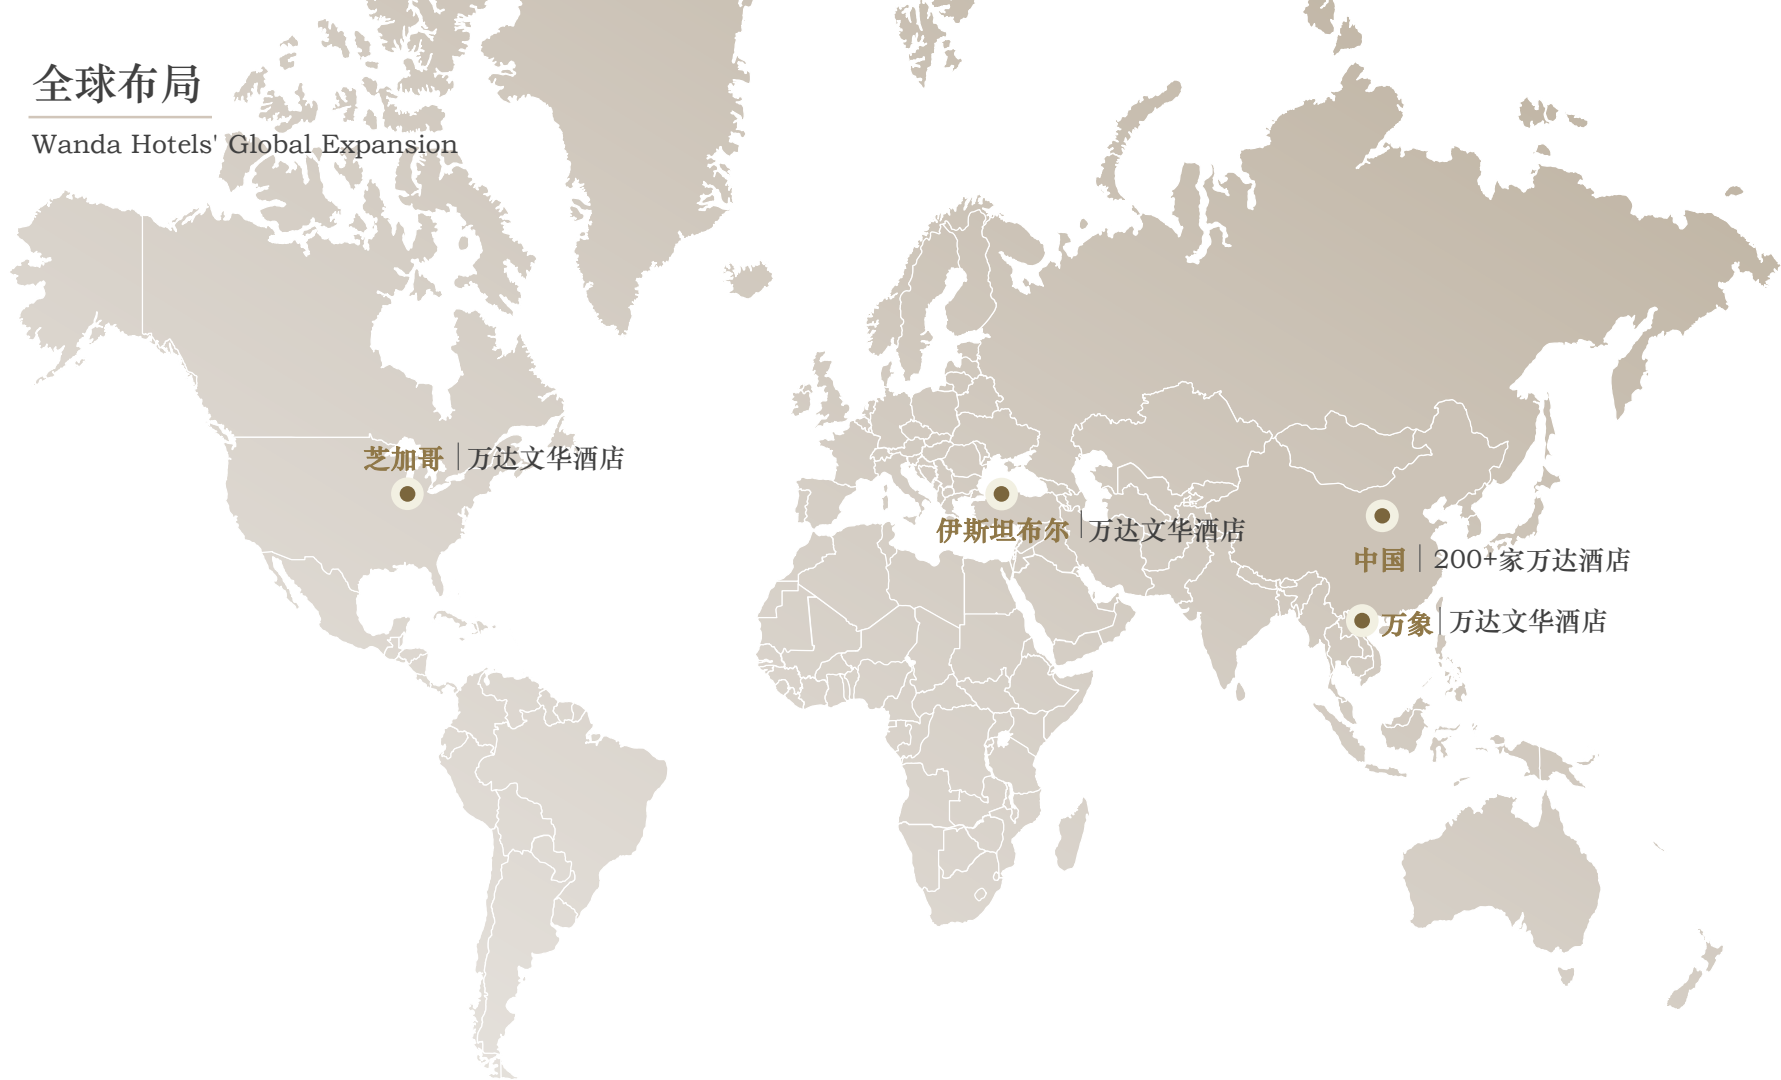 全球布局
Wanda Hotels' Global Expansion
芝加哥 | 万达文华酒店
伊斯坦布尔 | 万达文华酒店
中国 | 200+家万达酒店
万象 | 万达文华酒店